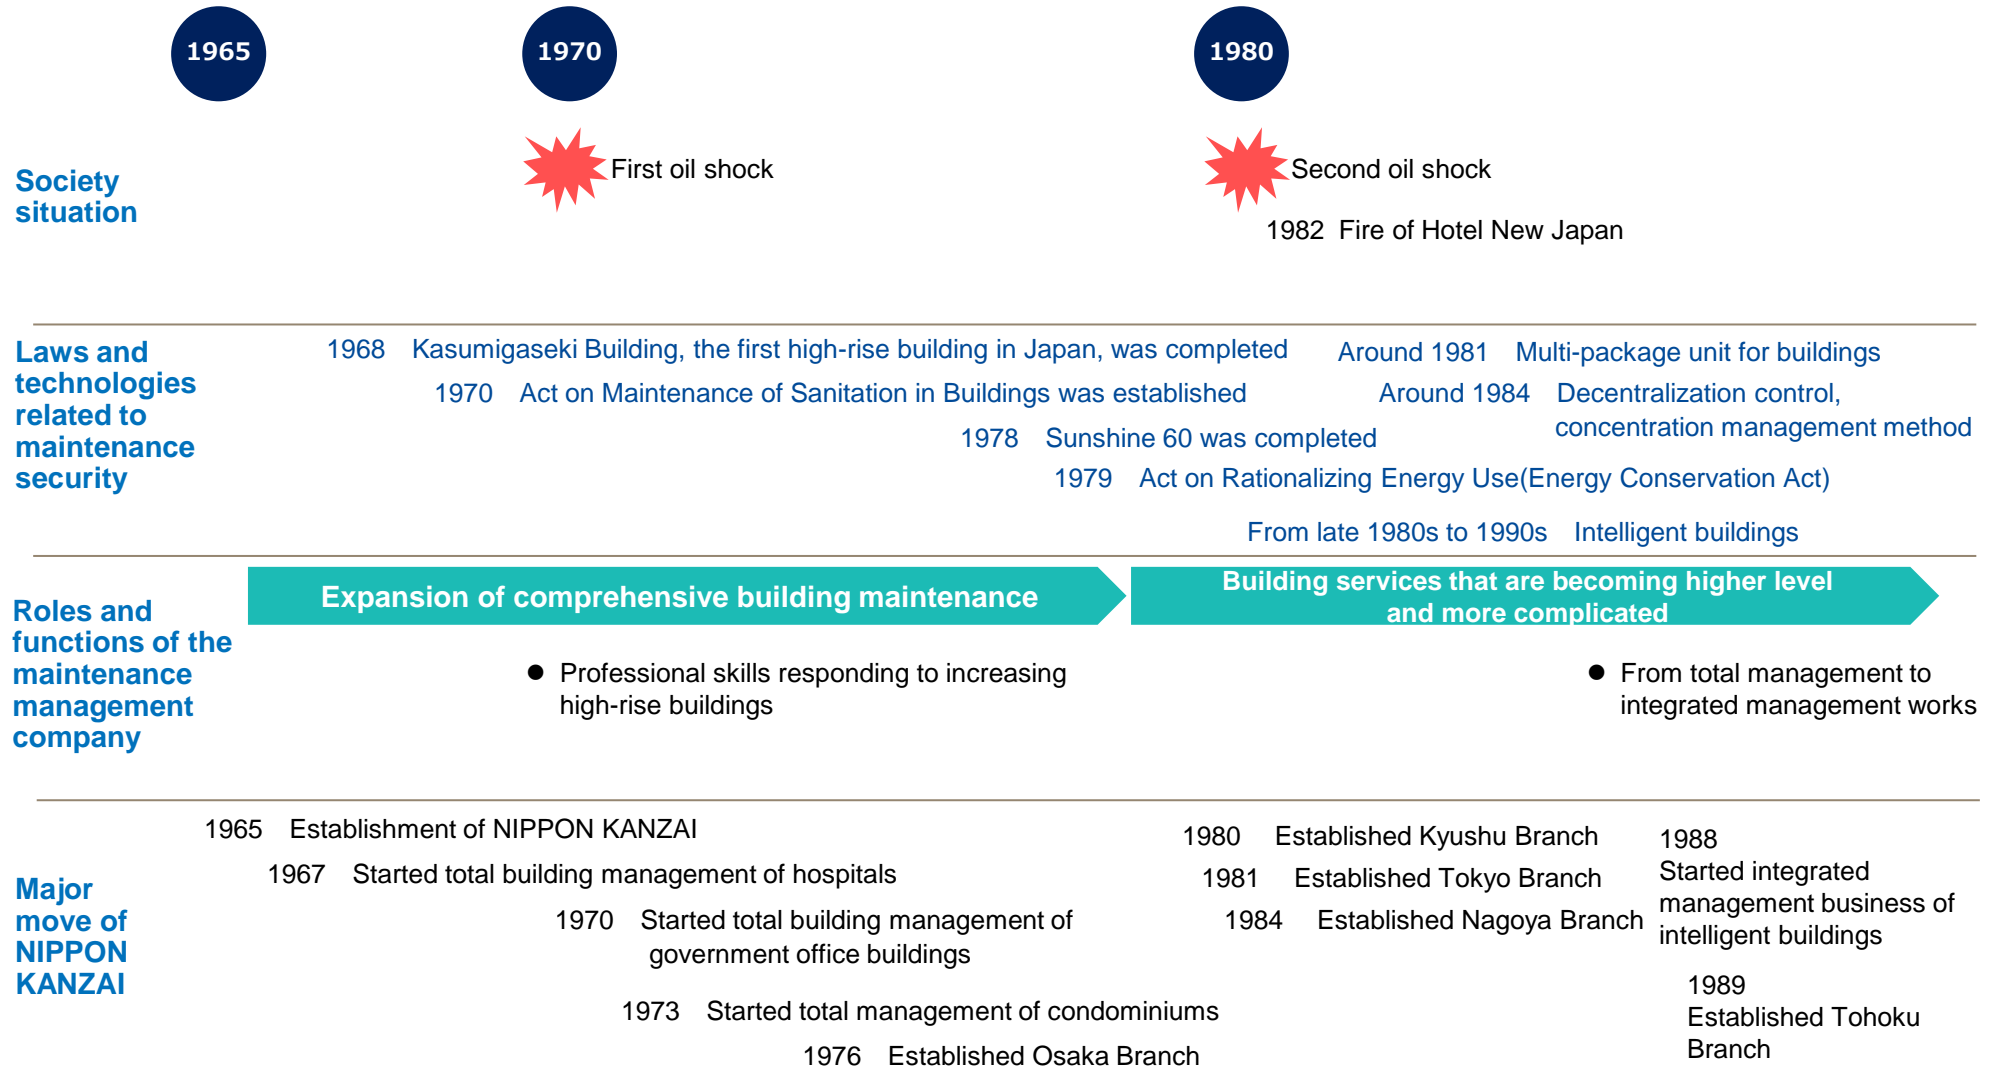 1965
1970
1980
Society
situation
First oil shock
Second oil shock
1982 Fire of Hotel New Japan
Laws and
technologies
related to
maintenance
security
1968 Kasumigaseki Building, the first high-rise building in Japan, was completed
1970 Act on Maintenance of Sanitation in Buildings was established
1978 Sunshine 60 was completed
1979 Act on Rationalizing Energy Use(Energy Conservation Act)
Around 1981 Multi-package unit for buildings
Around 1984 Decentralization control,
concentration management method
From late 1980s to 1990s Intelligent buildings
Roles and
functions of the
maintenance
management
company
Expansion of comprehensive building maintenance
Building services that are becoming higher level
and more complicated
● Professional skills responding to increasing
high-rise buildings
● From total management to
integrated management works
Major
move of
NIPPON
KANZAI
1965 Establishment of NIPPON KANZAI
1967 Started total building management of hospitals
1970 Started total building management of
government office buildings
1973 Started total management of condominiums
1976 Established Osaka Branch
1980 Established Kyushu Branch
1981 Established Tokyo Branch
1984 Established Nagoya Branch
1988
Started integrated
management business of
intelligent buildings
1989
Established Tohoku
Branch